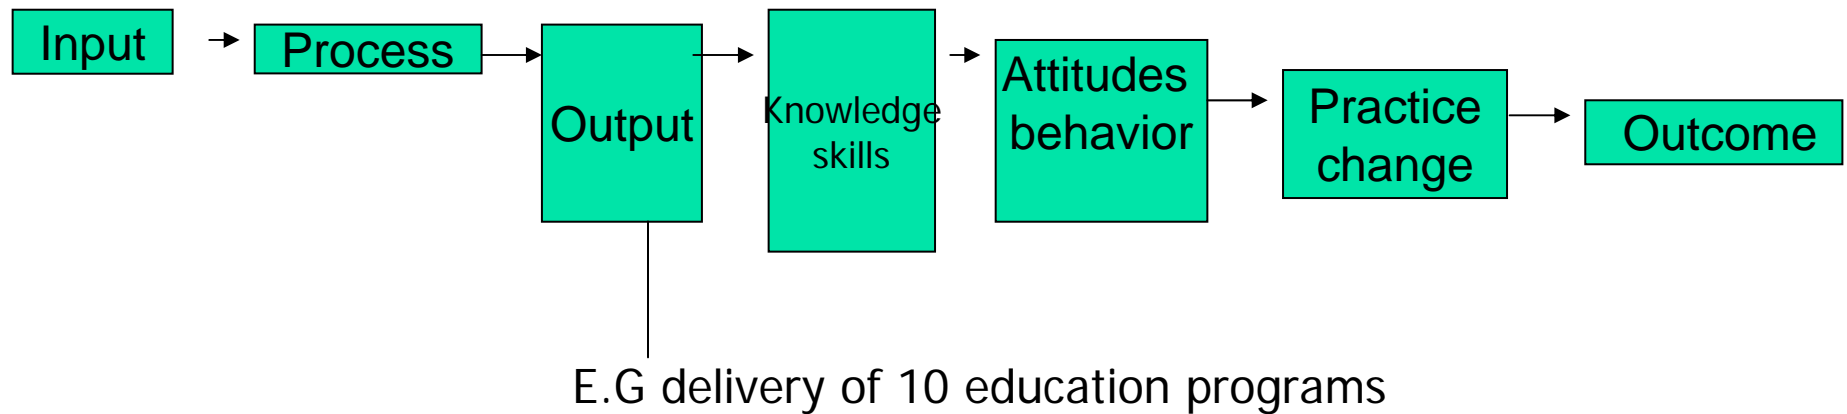 Input
Process
Output
Knowledge
skills
Attitudes
behavior
Practice
change
Outcome
E.G delivery of 10 education programs